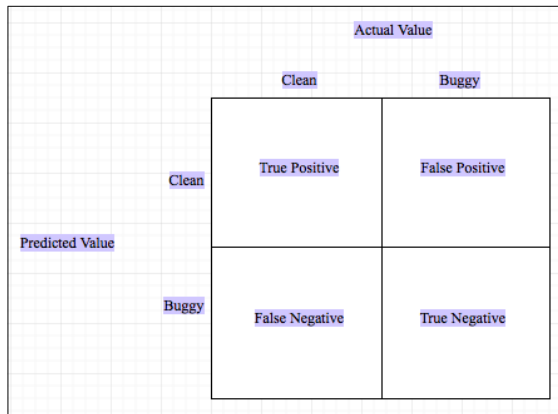 Actual Value
Clean Buggy
Clean True Positive False Positive
Predicted Value
Buggy False Negative True Negative